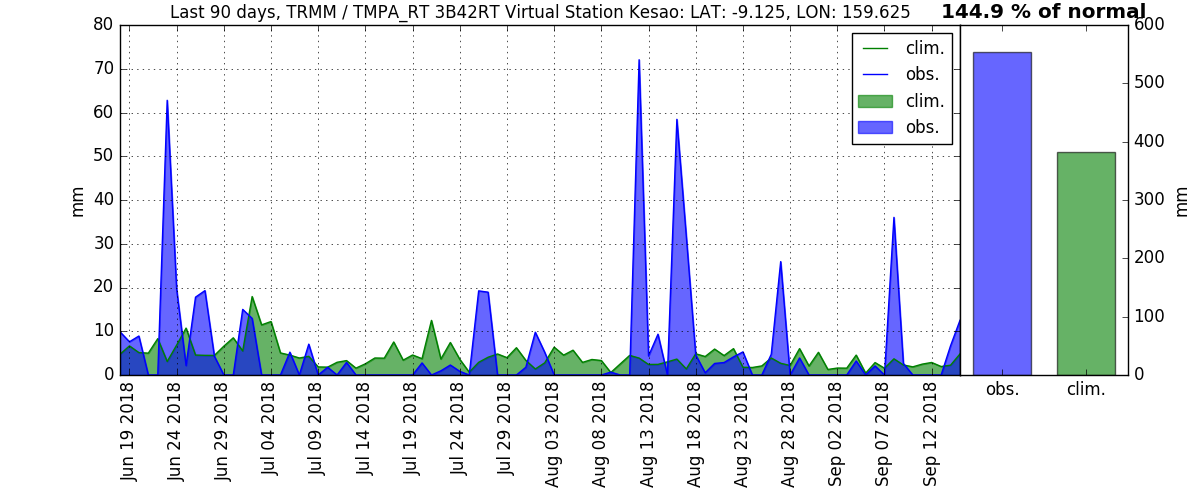 Last 90 days, TRMM / TMPA_RT 3B42RT Virtual Station Kesao: LAT: -9.125, LON: 159.625
144.9 % of normal
80
70
60
50
40
30
20
10
0
mm
clim.
obs.
clim.
obs.
600
500
400
300
200
100
0
mm
Jun 19 2018
Jun 24 2018
Jun 29 2018
Jul 04 2018
Jul 09 2018
Jul 14 2018
Jul 19 2018
Jul 24 2018
Jul 29 2018
Aug 03 2018
Aug 08 2018
Aug 13 2018
Aug 18 2018
Aug 23 2018
Aug 28 2018
Sep 02 2018
Sep 07 2018
Sep 12 2018
obs.
clim.